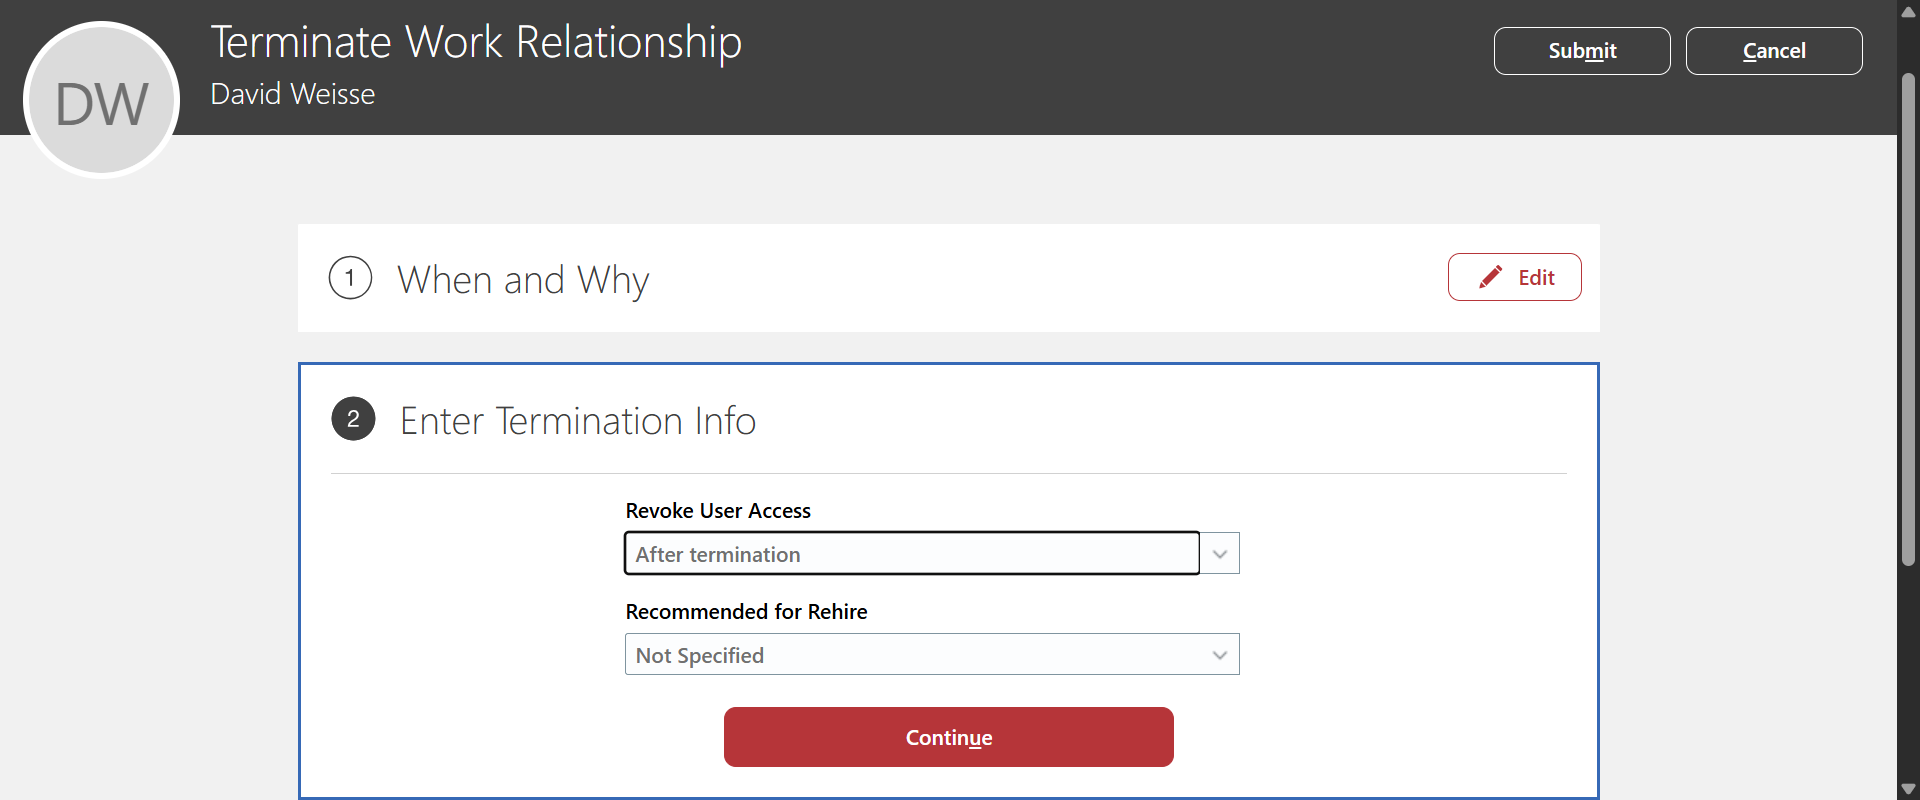 DW
Terminate Work Relationship
David Weisse
Submit
Cancel
1
When and Why
Edit
2
Enter Termination Info
Revoke User Access
After termination
Recommended for Rehire
Not Specified
Continue